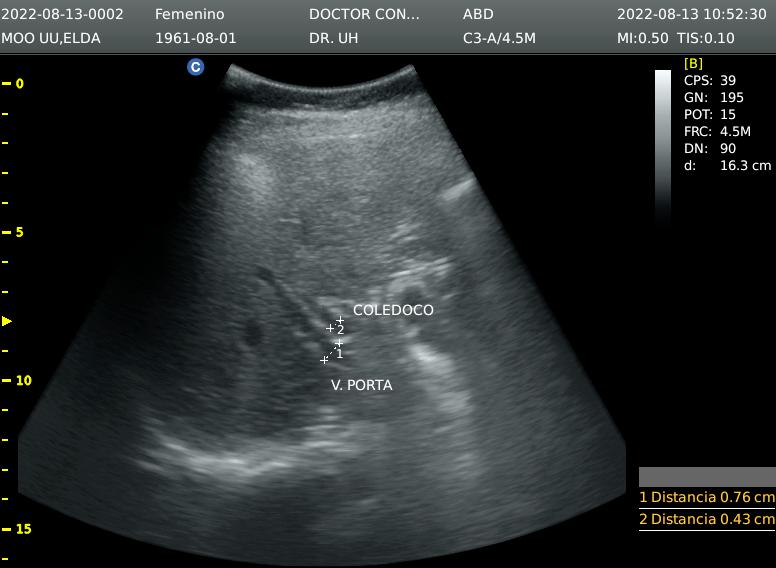 2022-08-13-0002 Femenino DOCTOR CON... ABD 2022-08-13 10:52:30
MOO UU,ELDA 1961-08-01 DR. UH C3-A/4.5M MI:0.50 TIS:0.10
C
[B]
CPS: 39
GN: 195
POT: 15
FRC: 4.5M
DN: 90
d: 16.3 cm
0
5
10
15
COLEDOCO
2
1
V. PORTA
1 Distancia 0.76 cm
2 Distancia 0.43 cm